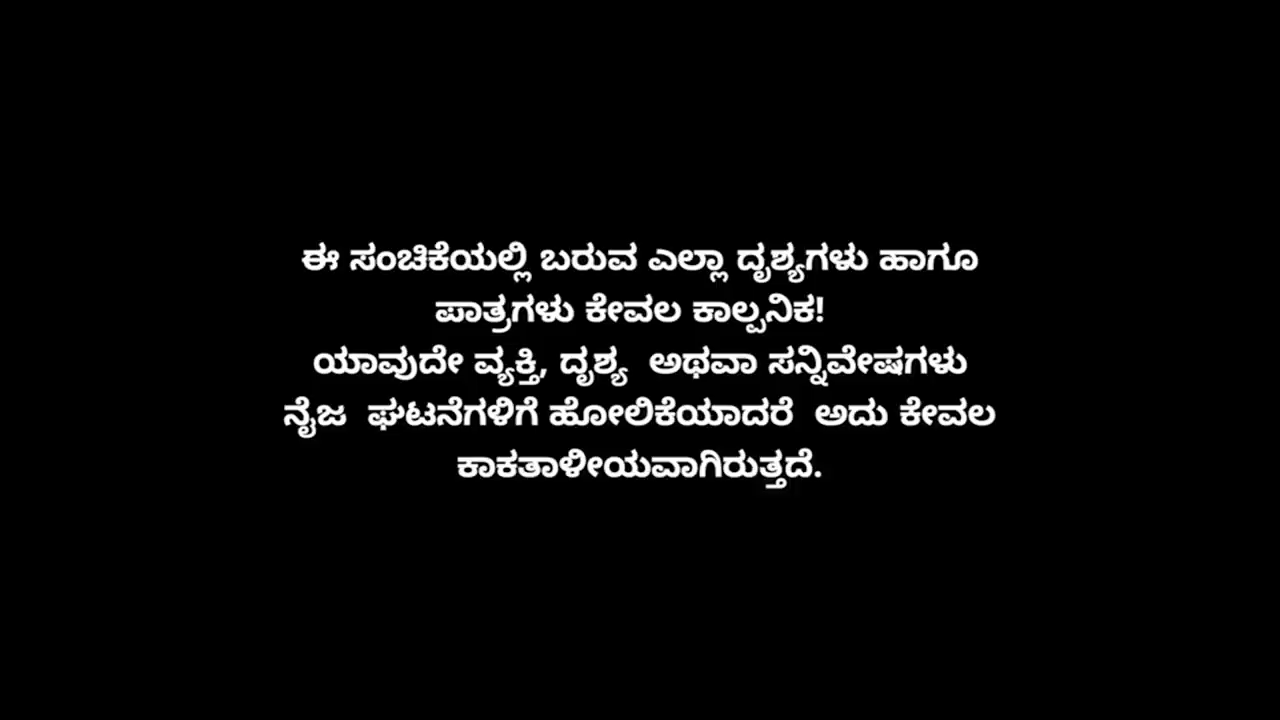 ಈ ಸಂಚಿಕೆಯಲ್ಲಿ ಬರುವ ಎಲ್ಲಾ ದೃಶ್ಯಗಳು ಹಾಗೂ
ಪಾತ್ರಗಳು ಕೇವಲ ಕಾಲ್ಪನಿಕ!
ಯಾವುದೇ ವ್ಯಕ್ತಿ, ದೃಶ್ಯ ಅಥವಾ ಸನ್ನಿವೇಷಗಳು
ನೈಜ ಘಟನೆಗಳಿಗೆ ಹೋಲಿಕೆಯಾದರೆ ಅದು ಕೇವಲ
ಕಾಕತಾಳೀಯವಾಗಿರುತ್ತದೆ.